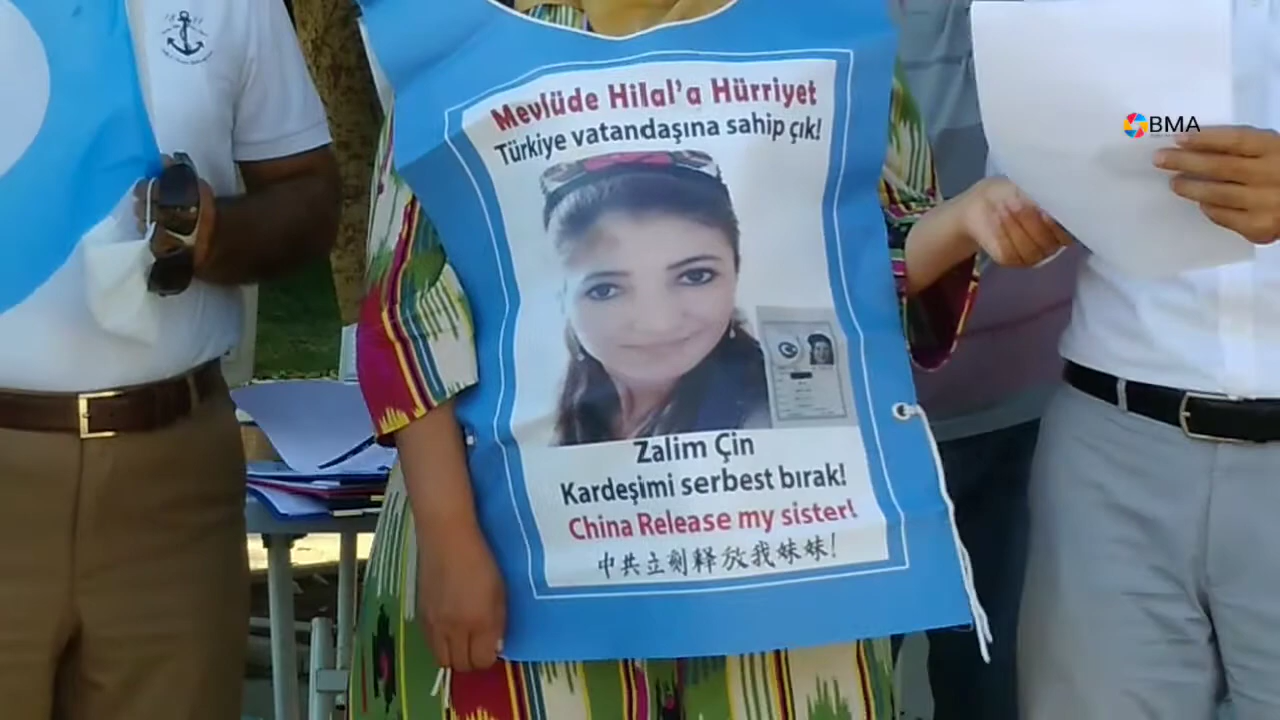 Mevlüde Hilal'a Hürriyet
Türkiye vatandaşına sahip çık!
Zalim Çin
Kardeşimi serbest bırak!
China Release my sister!
中共立刻释放我妹妹!
BMA